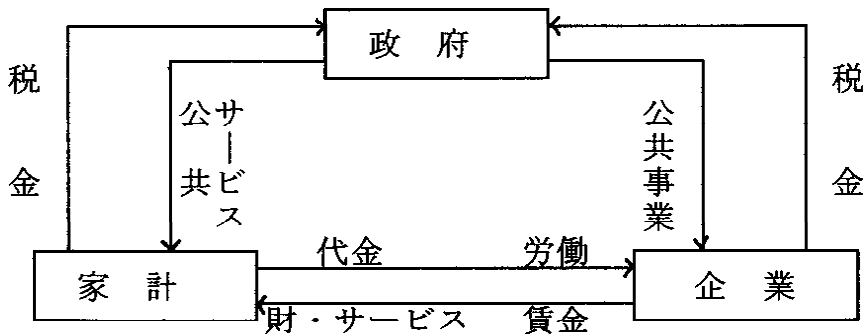 政府
税金
公共サービス
公共事業
税金
代金 労働
家計
企業
財・サービス 賃金